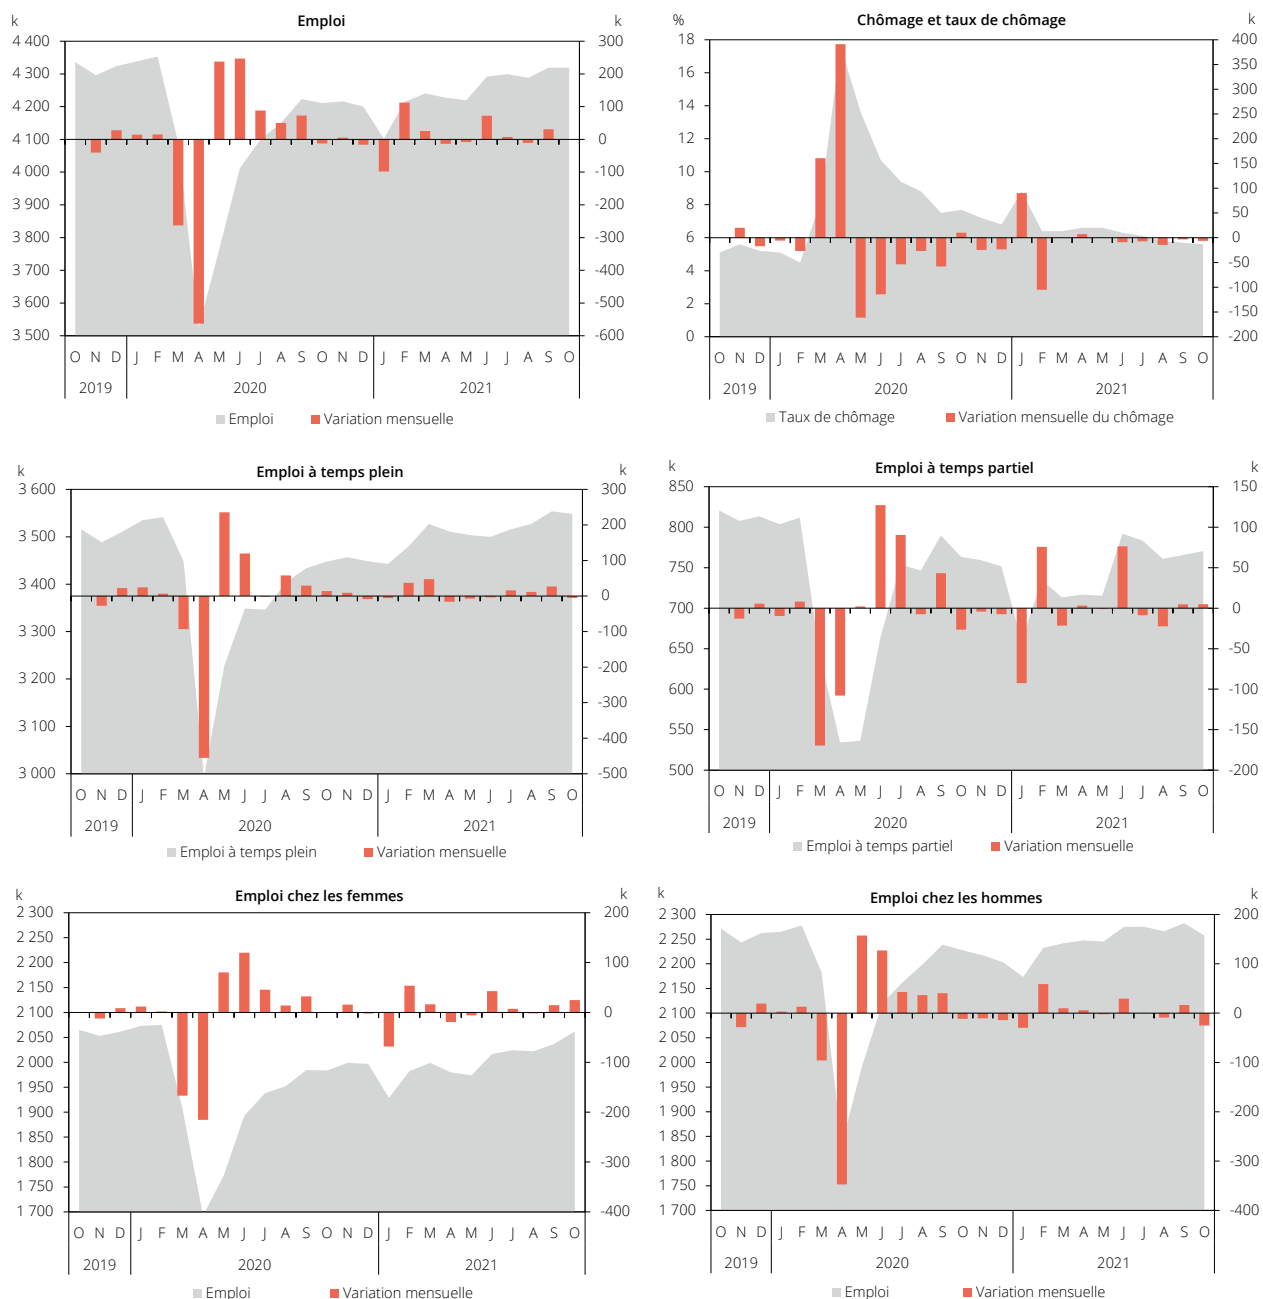 Emploi
k k
4 400 300
4 300 200
4 200 100
4 100 0
4 000 -100
3 900 -200
3 800 -300
3 700 -400
3 600 -500
3 500 -600
O N D J F M A M J J A S O N D J F M A M J J A S O
2019 2020 2021
Emploi Variation mensuelle
Chômage et taux de chômage
% k
18 400
16 350
14 300
12 250
10 200
8 150
6 100
4 50
2 0
0 -50
-100
-150
-200
O N D J F M A M J J A S O N D J F M A M J J A S O
2019 2020 2021
Taux de chômage Variation mensuelle du chômage
Emploi à temps plein
k k
3 600 300
3 500 200
3 400 100
3 300 0
3 200 -100
3 100 -200
3 000 -300
-400
-500
O N D J F M A M J J A S O N D J F M A M J J A S O
2019 2020 2021
Emploi à temps plein Variation mensuelle
Emploi à temps partiel
k k
850 150
800 100
750 50
700 0
650 -50
600 -100
550 -150
500 -200
O N D J F M A M J J A S O N D J F M A M J J A S O
2019 2020 2021
Emploi à temps partiel Variation mensuelle
Emploi chez les femmes
k k
2 300 200
2 250
2 200 100
2 150
2 100 0
2 050
2 000 -100
1 950
1 900 -200
1 850
1 800 -300
1 750
1 700 -400
O N D J F M A M J J A S O N D J F M A M J J A S O
2019 2020 2021
Emploi Variation mensuelle
Emploi chez les hommes
k k
2 300 200
2 250
2 200 100
2 150
2 100 0
2 050
2 000 -100
1 950
1 900 -200
1 850
1 800 -300
1 750
1 700 -400
O N D J F M A M J J A S O N D J F M A M J J A S O
2019 2020 2021
Emploi Variation mensuelle